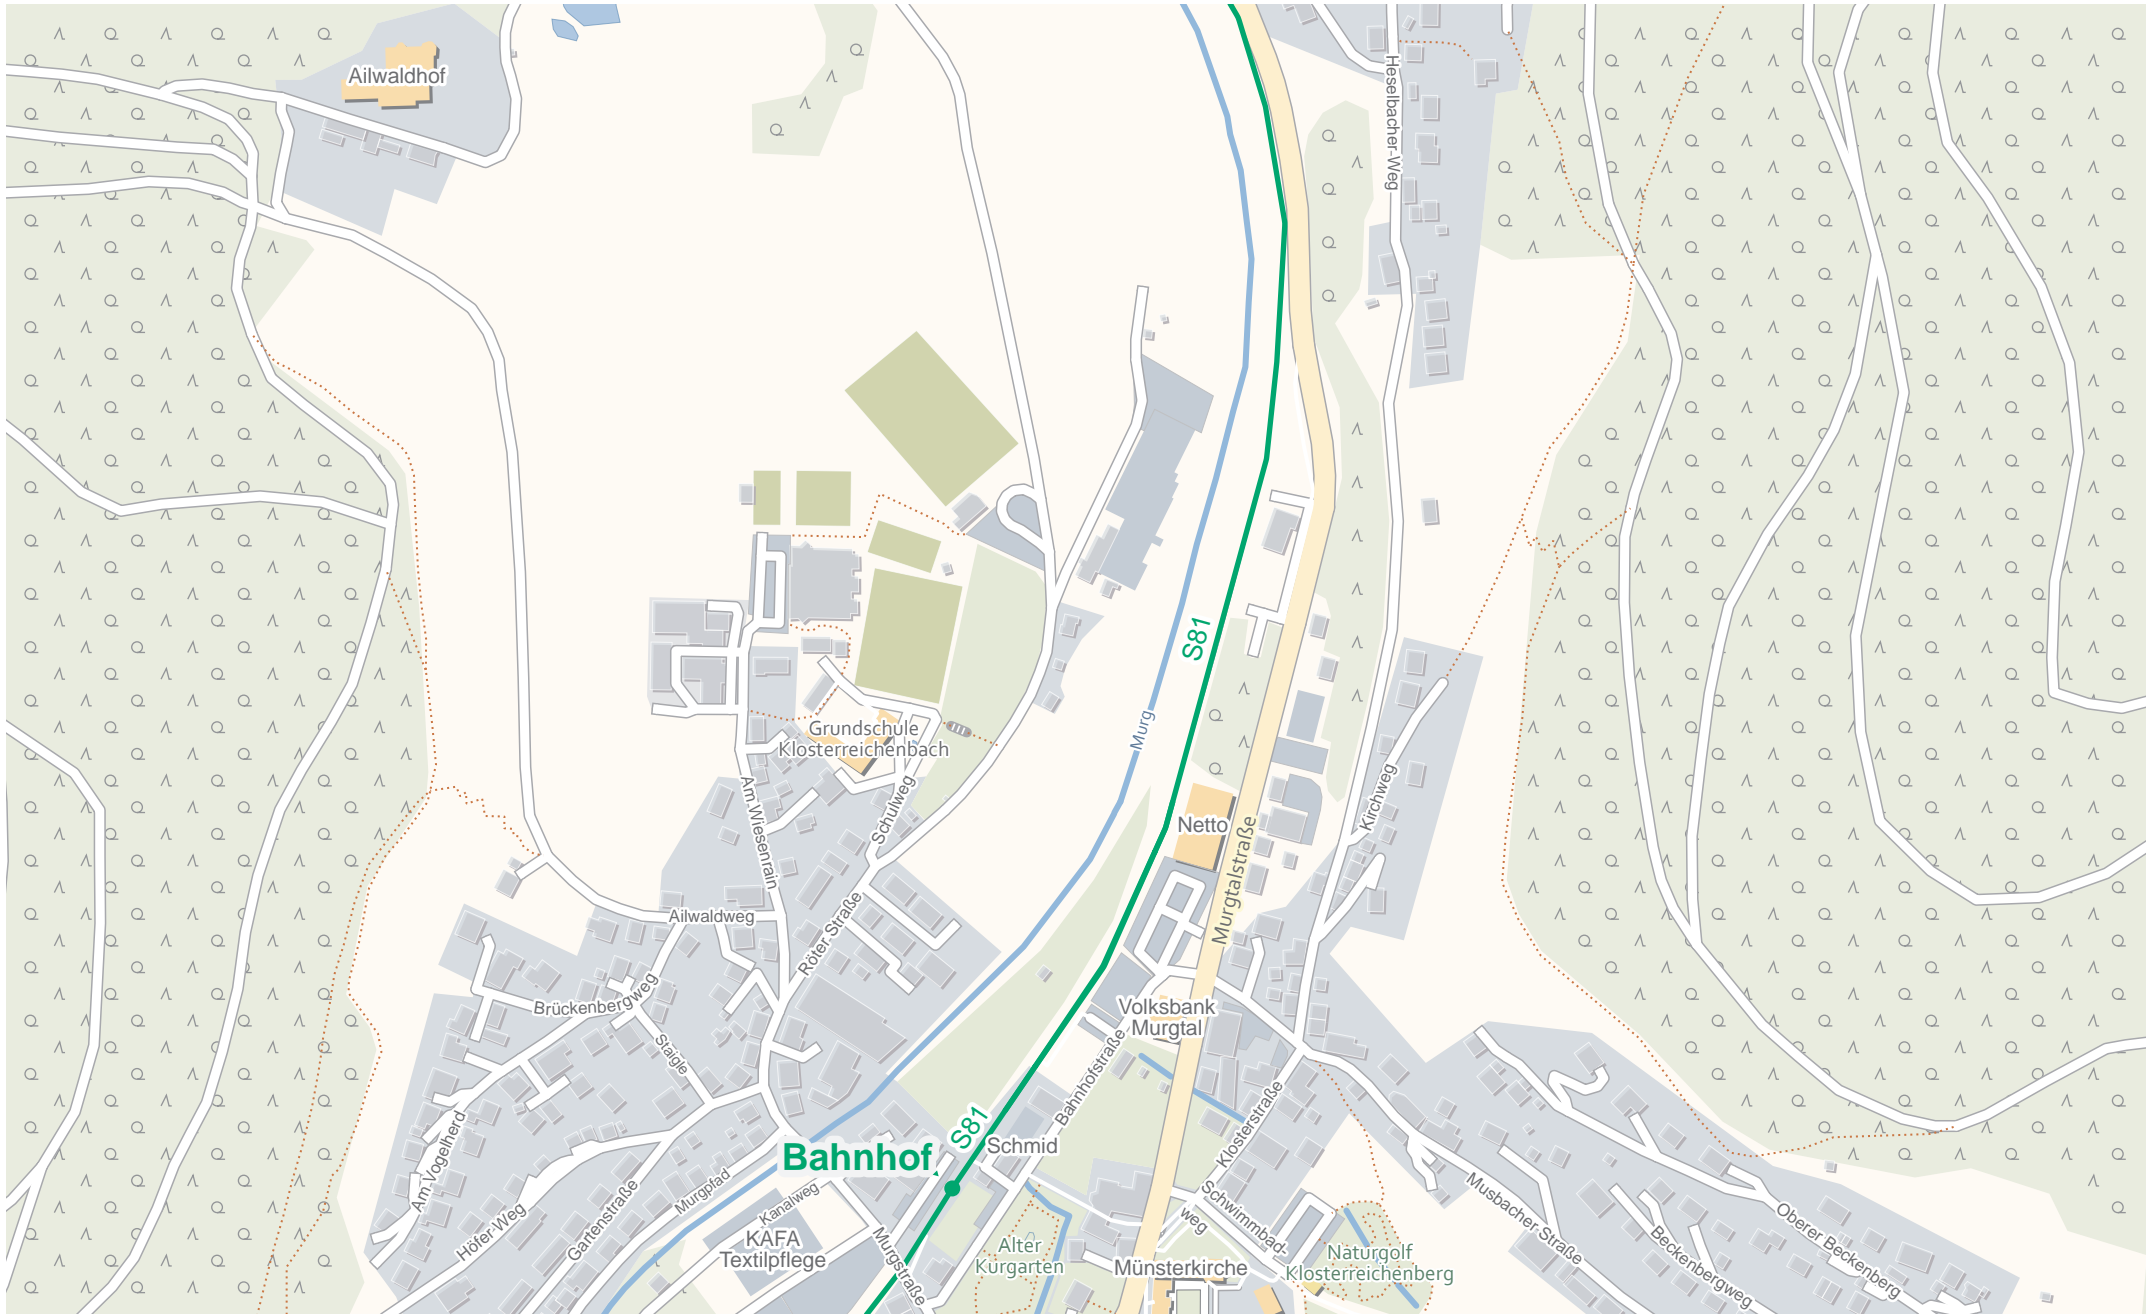 Ailwaldhof
Heselbacher-Weg
S81
Murg
Grundschule
Klosterreichenbach
Schulweg
Am Wiesenrain
Kirchweg
Netto
Murgtalstraße
Ailwaldweg
Röter-Straße
Brückenbergweg
Staigle
Volksbank
Murgtal
Bahnhofstraße
S81
Schmid
Bahnhof
Klosterstraße
Am-Vogelherd
Höfer-Weg
Gartenstraße
Murgpfad
Kanalweg
KAFA
Textilpflege
Murgstraße
Alter
Kurgarten
Münsterkirche
Schwimmbad-
weg
Naturgolf
Klosterreichenberg
Musbacher-Straße
Beckenbergweg
Oberer Beckenberg